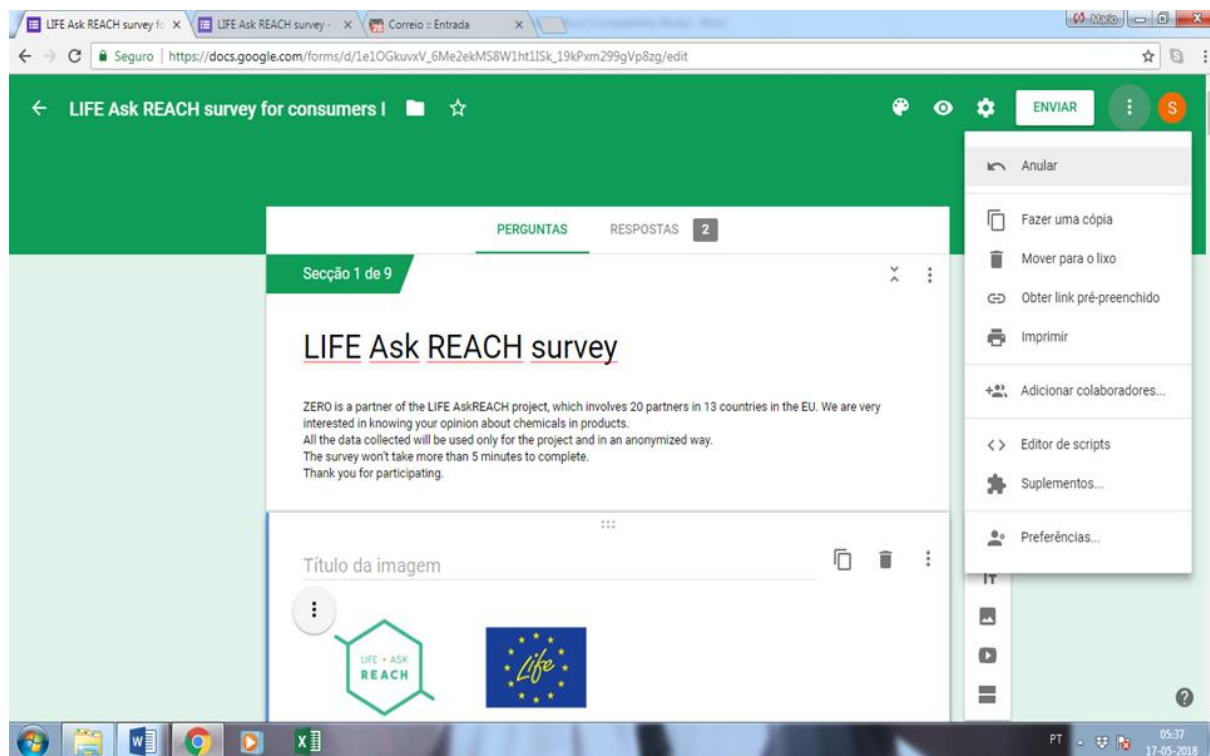 LIFE Ask REACH survey fo
LIFE Ask REACH survey -
Correio :: Entrada
Seguro
https://docs.google.com/forms/d/1e1OGkuvxV_6Me2ekMS8W1ht1ISk_19kPxm299gVp8zg/edit
LIFE Ask REACH survey for consumers I
ENVIAR
S
Anular
Fazer uma cópia
Mover para o lixo
Obter link pré-preenchido
Imprimir
Adicionar colaboradores...
Editor de scripts
Suplementos...
Preferências...
PERGUNTAS
RESPOSTAS 2
Secção 1 de 9
LIFE Ask REACH survey
ZERO is a partner of the LIFE AskREACH project, which involves 20 partners in 13 countries in the EU. We are very
interested in knowing your opinion about chemicals in products.
All the data collected will be used only for the project and in an anonymized way.
The survey won't take more than 5 minutes to complete.
Thank you for participating.
Título da imagem
LIFE • ASK
REACH
Life
PT
05:37
17-05-2018